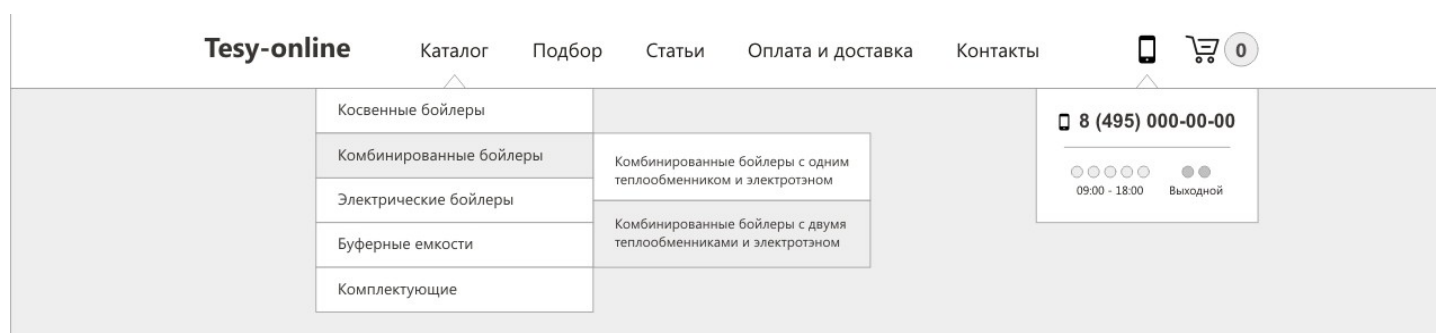 Tesy-online Каталог Подбор Статьи Оплата и доставка Контакты 0
Косвенные бойлеры
Комбинированные бойлеры
Электрические бойлеры
Буферные емкости
Комплектующие
Комбинированные бойлеры с одним
теплообменником и электротэном
Комбинированные бойлеры с двумя
теплообменниками и электротэном
8 (495) 000-00-00
09:00 - 18:00 Выходной